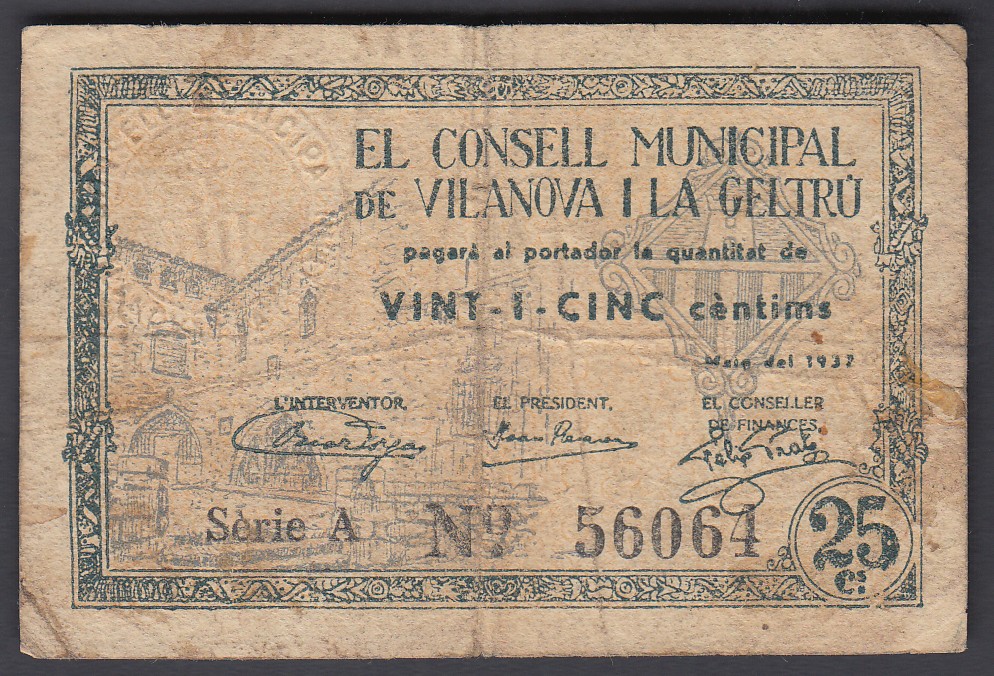 EL CONSELL MUNICIPAL
DE VILANOVA I LA GELTRÚ
pagará al portador la quantitat de
VINT-I-CINC cèntims
Maig del 1937
L'INTERVENTOR,
EL PRESIDENT,
EL CONSELLER
DE FINANCES,
Sèrie A Nº 56064
25
Cs